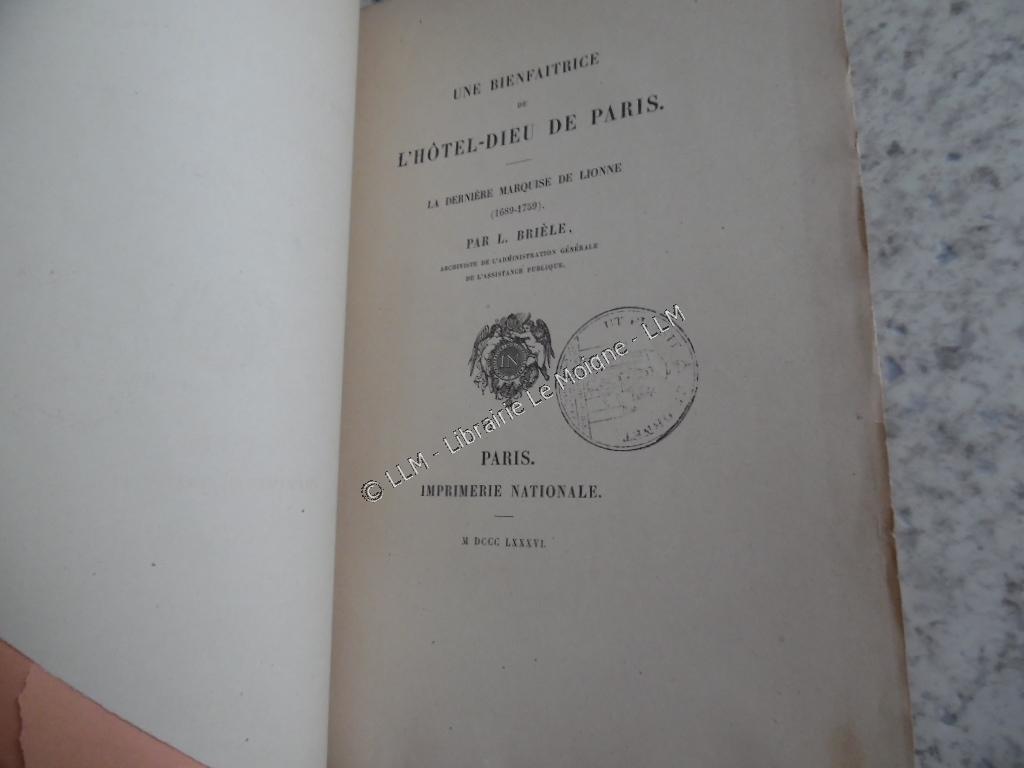 UNE BIENFAITRICE
DE
L'HÔTEL-DIEU DE PARIS.
LA DERNIÈRE MARQUISE DE LIONNE
(1689-1759).
PAR L. BRIÈLE,
ARCHIVISTE DE L'ADMINISTRATION GÉNÉRALE
DE L'ASSISTANCE PUBLIQUE.
© LLM - Librairie Le Moigne - LLM
PARIS.
IMPRIMERIE NATIONALE.
M DCCC LXXXVI.